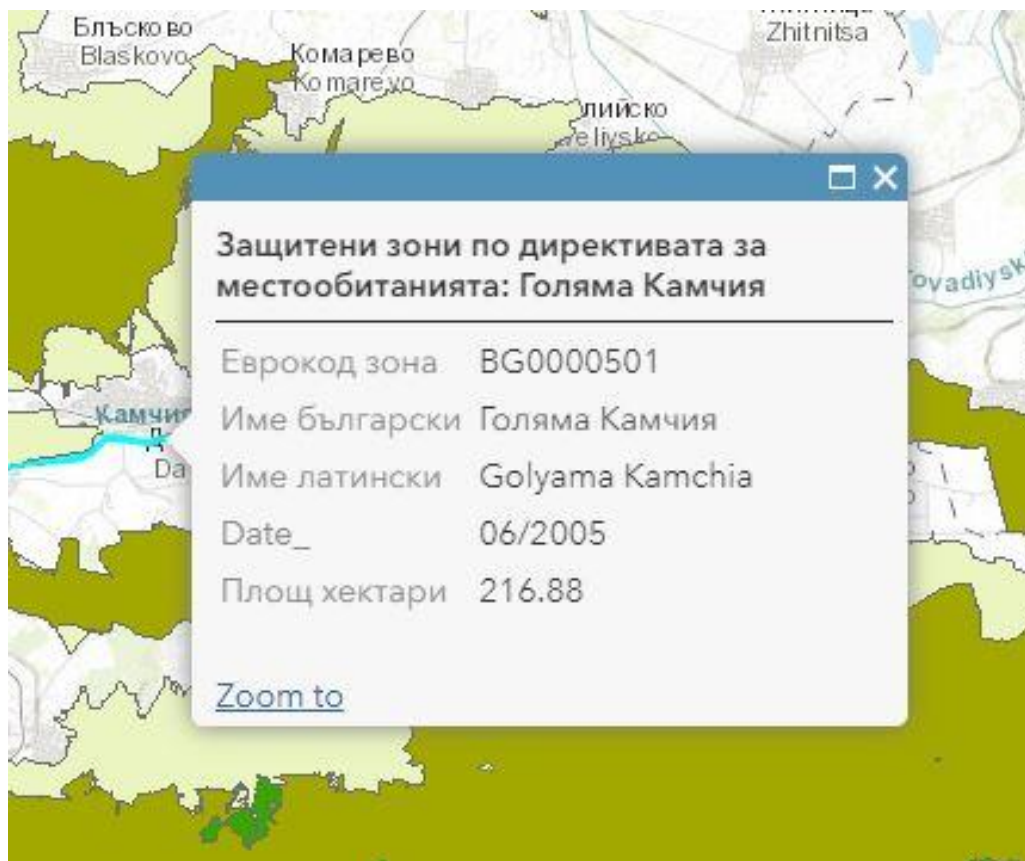 Блъсково
Blaskovo
Zhitnitsa
Комарево
Komarevo
Защитени зони по директивата за
местообитанията: Голяма Камчия
Еврокод зона BG0000501
Име български Голяма Камчия
Име латински Golyama Kamchia
Date_ 06/2005
Площ хектари 216.88
Zoom to